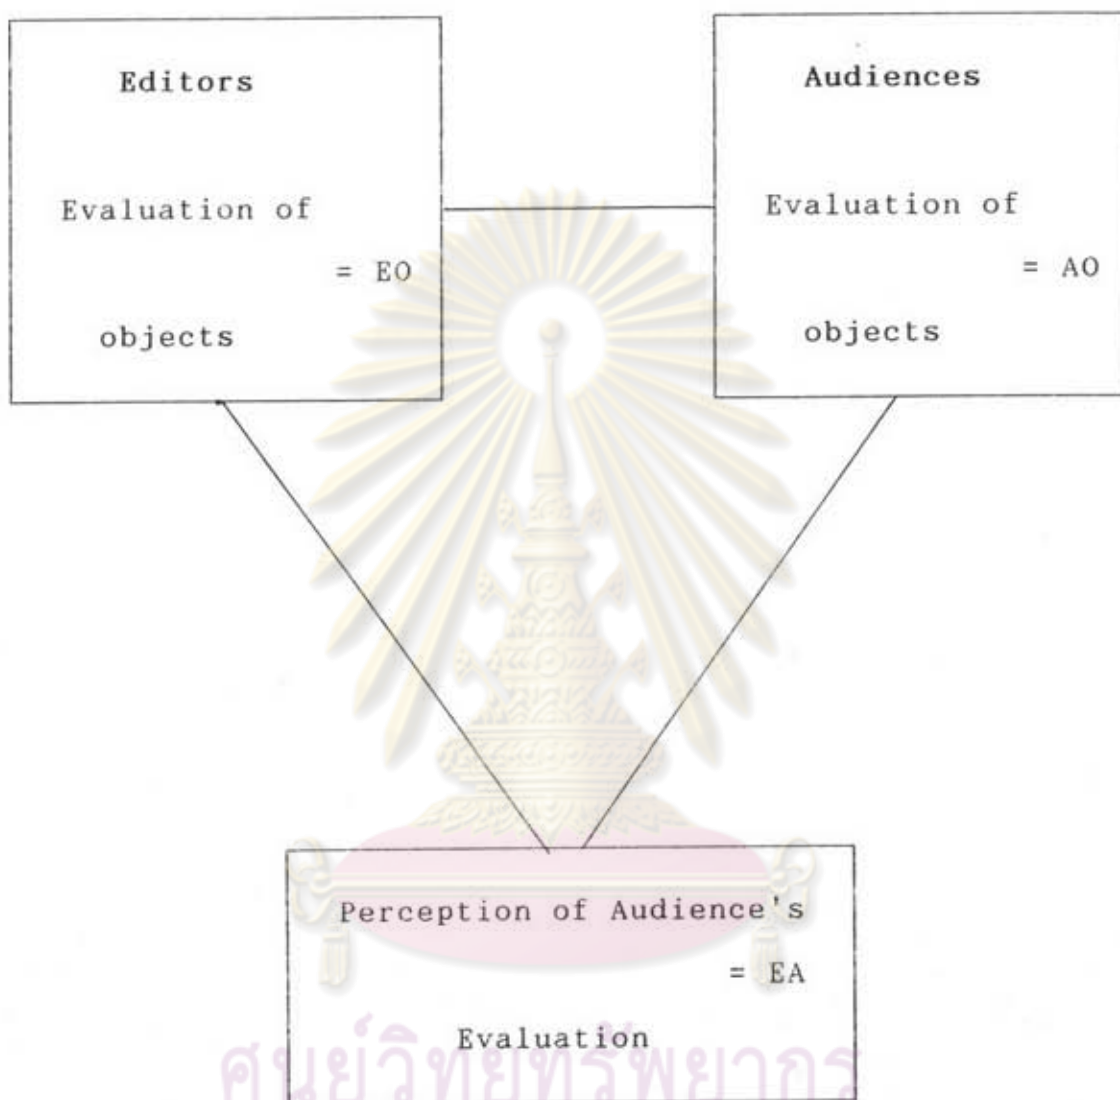 Editors
Evaluation of
= EO
objects
Audiences
Evaluation of
= AO
objects
Perception of Audience's
= EA
Evaluation
ศูนย์วิทยทรัพยากร